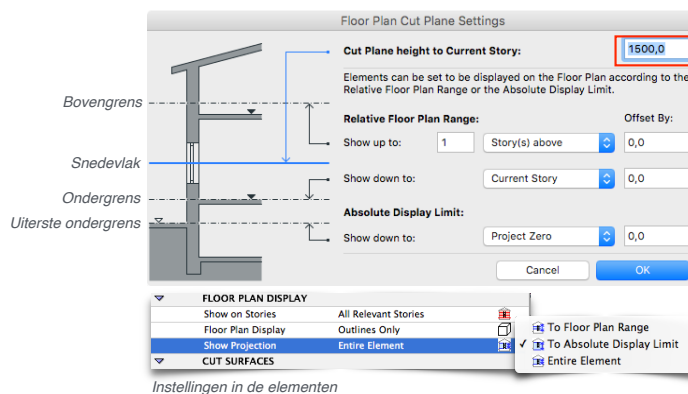 Floor Plan Cut Plane Settings
Cut Plane height to Current Story:
1500,0
Elements can be set to be displayed on the Floor Plan according to the
Relative Floor Plan Range or the Absolute Display Limit.
Bovengrens
Relative Floor Plan Range:
Offset By:
Show up to:
1
Story(s) above
0,0
Snedevlak
Show down to:
Current Story
0,0
Ondergrens
Absolute Display Limit:
Uiterste ondergrens
Show down to:
Project Zero
0,0
Cancel
OK
FLOOR PLAN DISPLAY
Show on Stories
All Relevant Stories
Floor Plan Display
Outlines Only
Show Projection
Entire Element
CUT SURFACES
To Floor Plan Range
✓ To Absolute Display Limit
Entire Element
Instellingen in de elementen